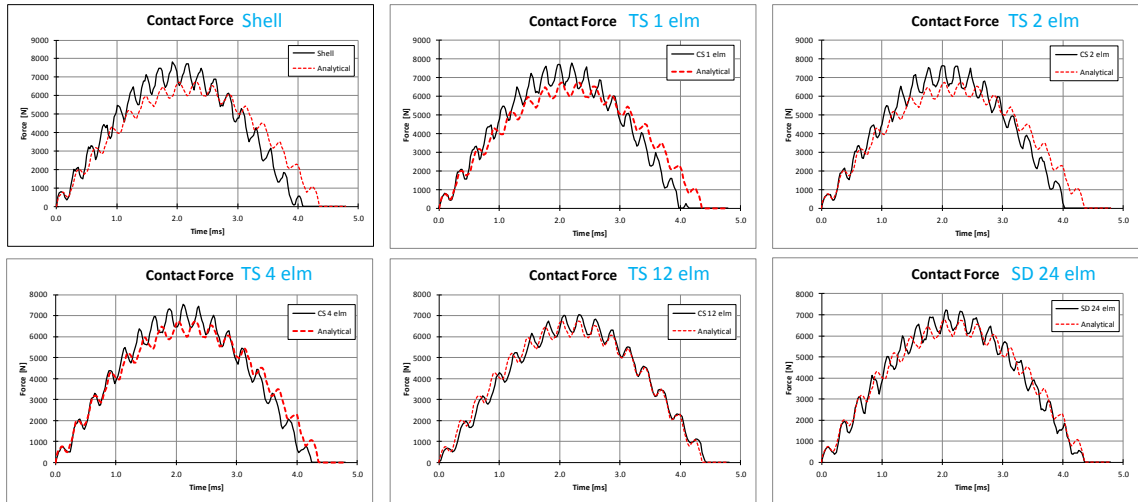 Contact Force Shell
Force [N]
9000
8000
7000
6000
5000
4000
3000
2000
1000
0
0.0 1.0 2.0 3.0 4.0 5.0
Time [ms]
Shell
Analytical
Contact Force TS 1 elm
Force [N]
9000
8000
7000
6000
5000
4000
3000
2000
1000
0
0.0 1.0 2.0 3.0 4.0 5.0
Time [ms]
CS 1 elm
Analytical
Contact Force TS 2 elm
Force [N]
9000
8000
7000
6000
5000
4000
3000
2000
1000
0
0.0 1.0 2.0 3.0 4.0 5.0
Time [ms]
CS 2 elm
Analytical
Contact Force TS 4 elm
Force [N]
8000
7000
6000
5000
4000
3000
2000
1000
0
0.0 1.0 2.0 3.0 4.0 5.0
Time [ms]
CS 4 elm
Analytical
Contact Force TS 12 elm
Force [N]
8000
7000
6000
5000
4000
3000
2000
1000
0
0.0 1.0 2.0 3.0 4.0 5.0
Time [ms]
CS 12 elm
Analytical
Contact Force SD 24 elm
Force [N]
8000
7000
6000
5000
4000
3000
2000
1000
0
0.0 1.0 2.0 3.0 4.0 5.0
Time [ms]
SD 24 elm
Analytical